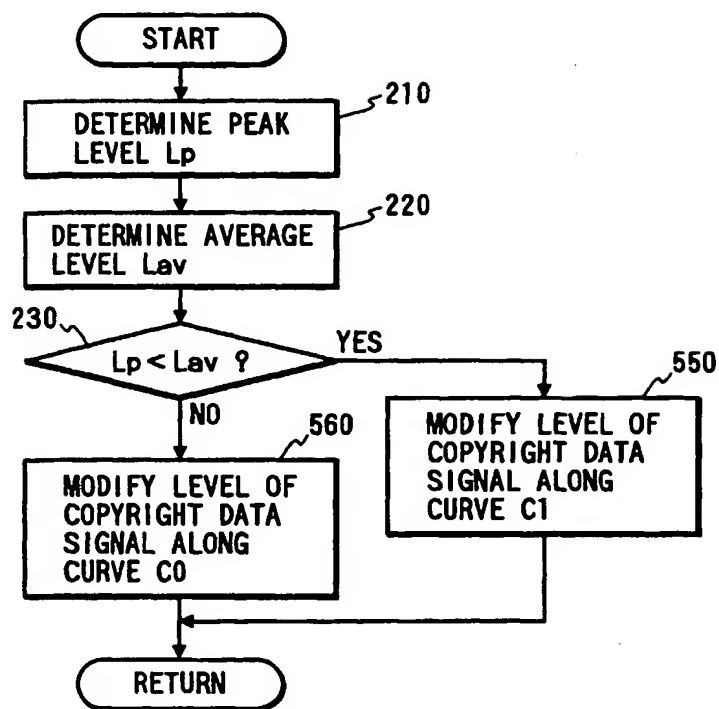 START
210
DETERMINE PEAK
LEVEL Lp
220
DETERMINE AVERAGE
LEVEL Lav
230
Lp < Lav ?
YES
NO
550
MODIFY LEVEL OF
COPYRIGHT DATA
SIGNAL ALONG
CURVE C1
560
MODIFY LEVEL OF
COPYRIGHT DATA
SIGNAL ALONG
CURVE C0
RETURN